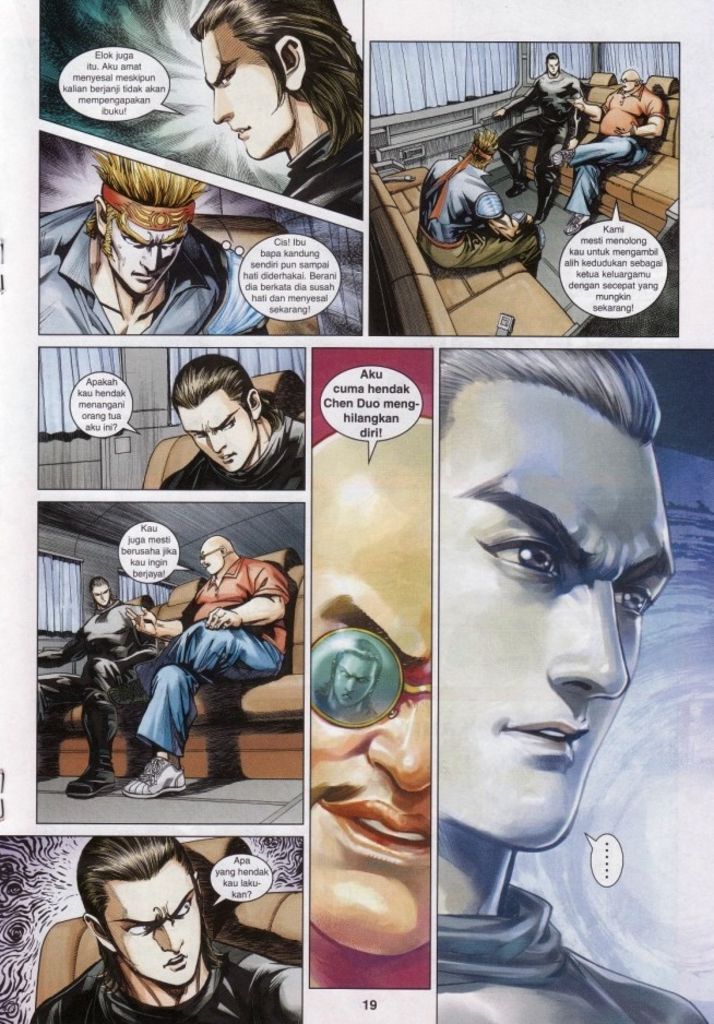 Elok juga
itu. Aku amat
menyesal meskipun
kalian berjanji tidak akan
mempengapakan
ibuku!
Cis! Ibu
bapa kandung
sendiri pun sampai
hati diderhakai. Berani
dia berkata dia susah
hati dan menyesal
sekarang!
Kami
mesti menolong
kau untuk mengambil
alih kedudukan sebagai
ketua keluargamu
dengan secepat yang
mungkin
sekarang!
Apakah
kau hendak
menangani
orang tua
aku ini?
Kau
juga mesti
berusaha jika
kau ingin
berjaya!
Apa
yang hendak
kau laku-
kan?
Aku
cuma hendak
Chen Duo meng-
hilangkan
diri!
......
19